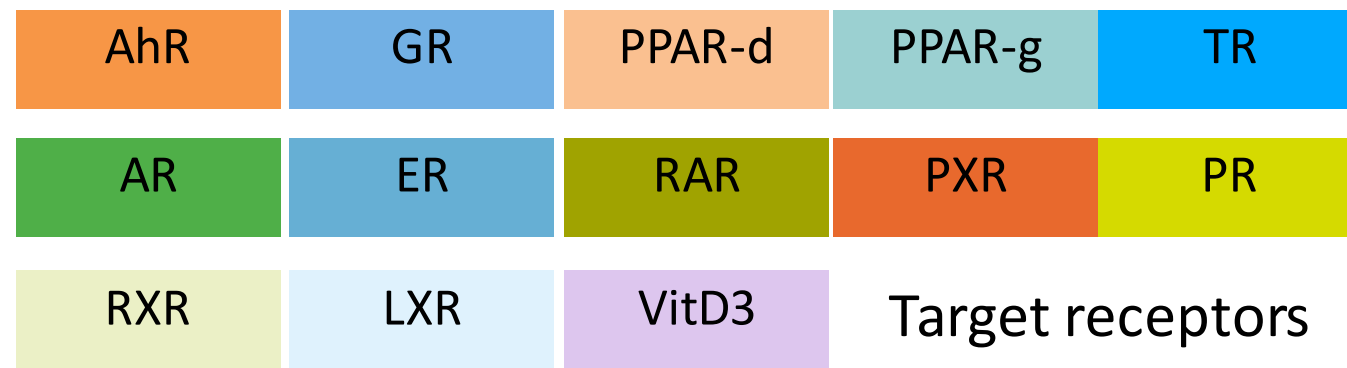 AhR GR PPAR-d PPAR-g TR
AR ER RAR PXR PR
RXR LXR VitD3 Target receptors